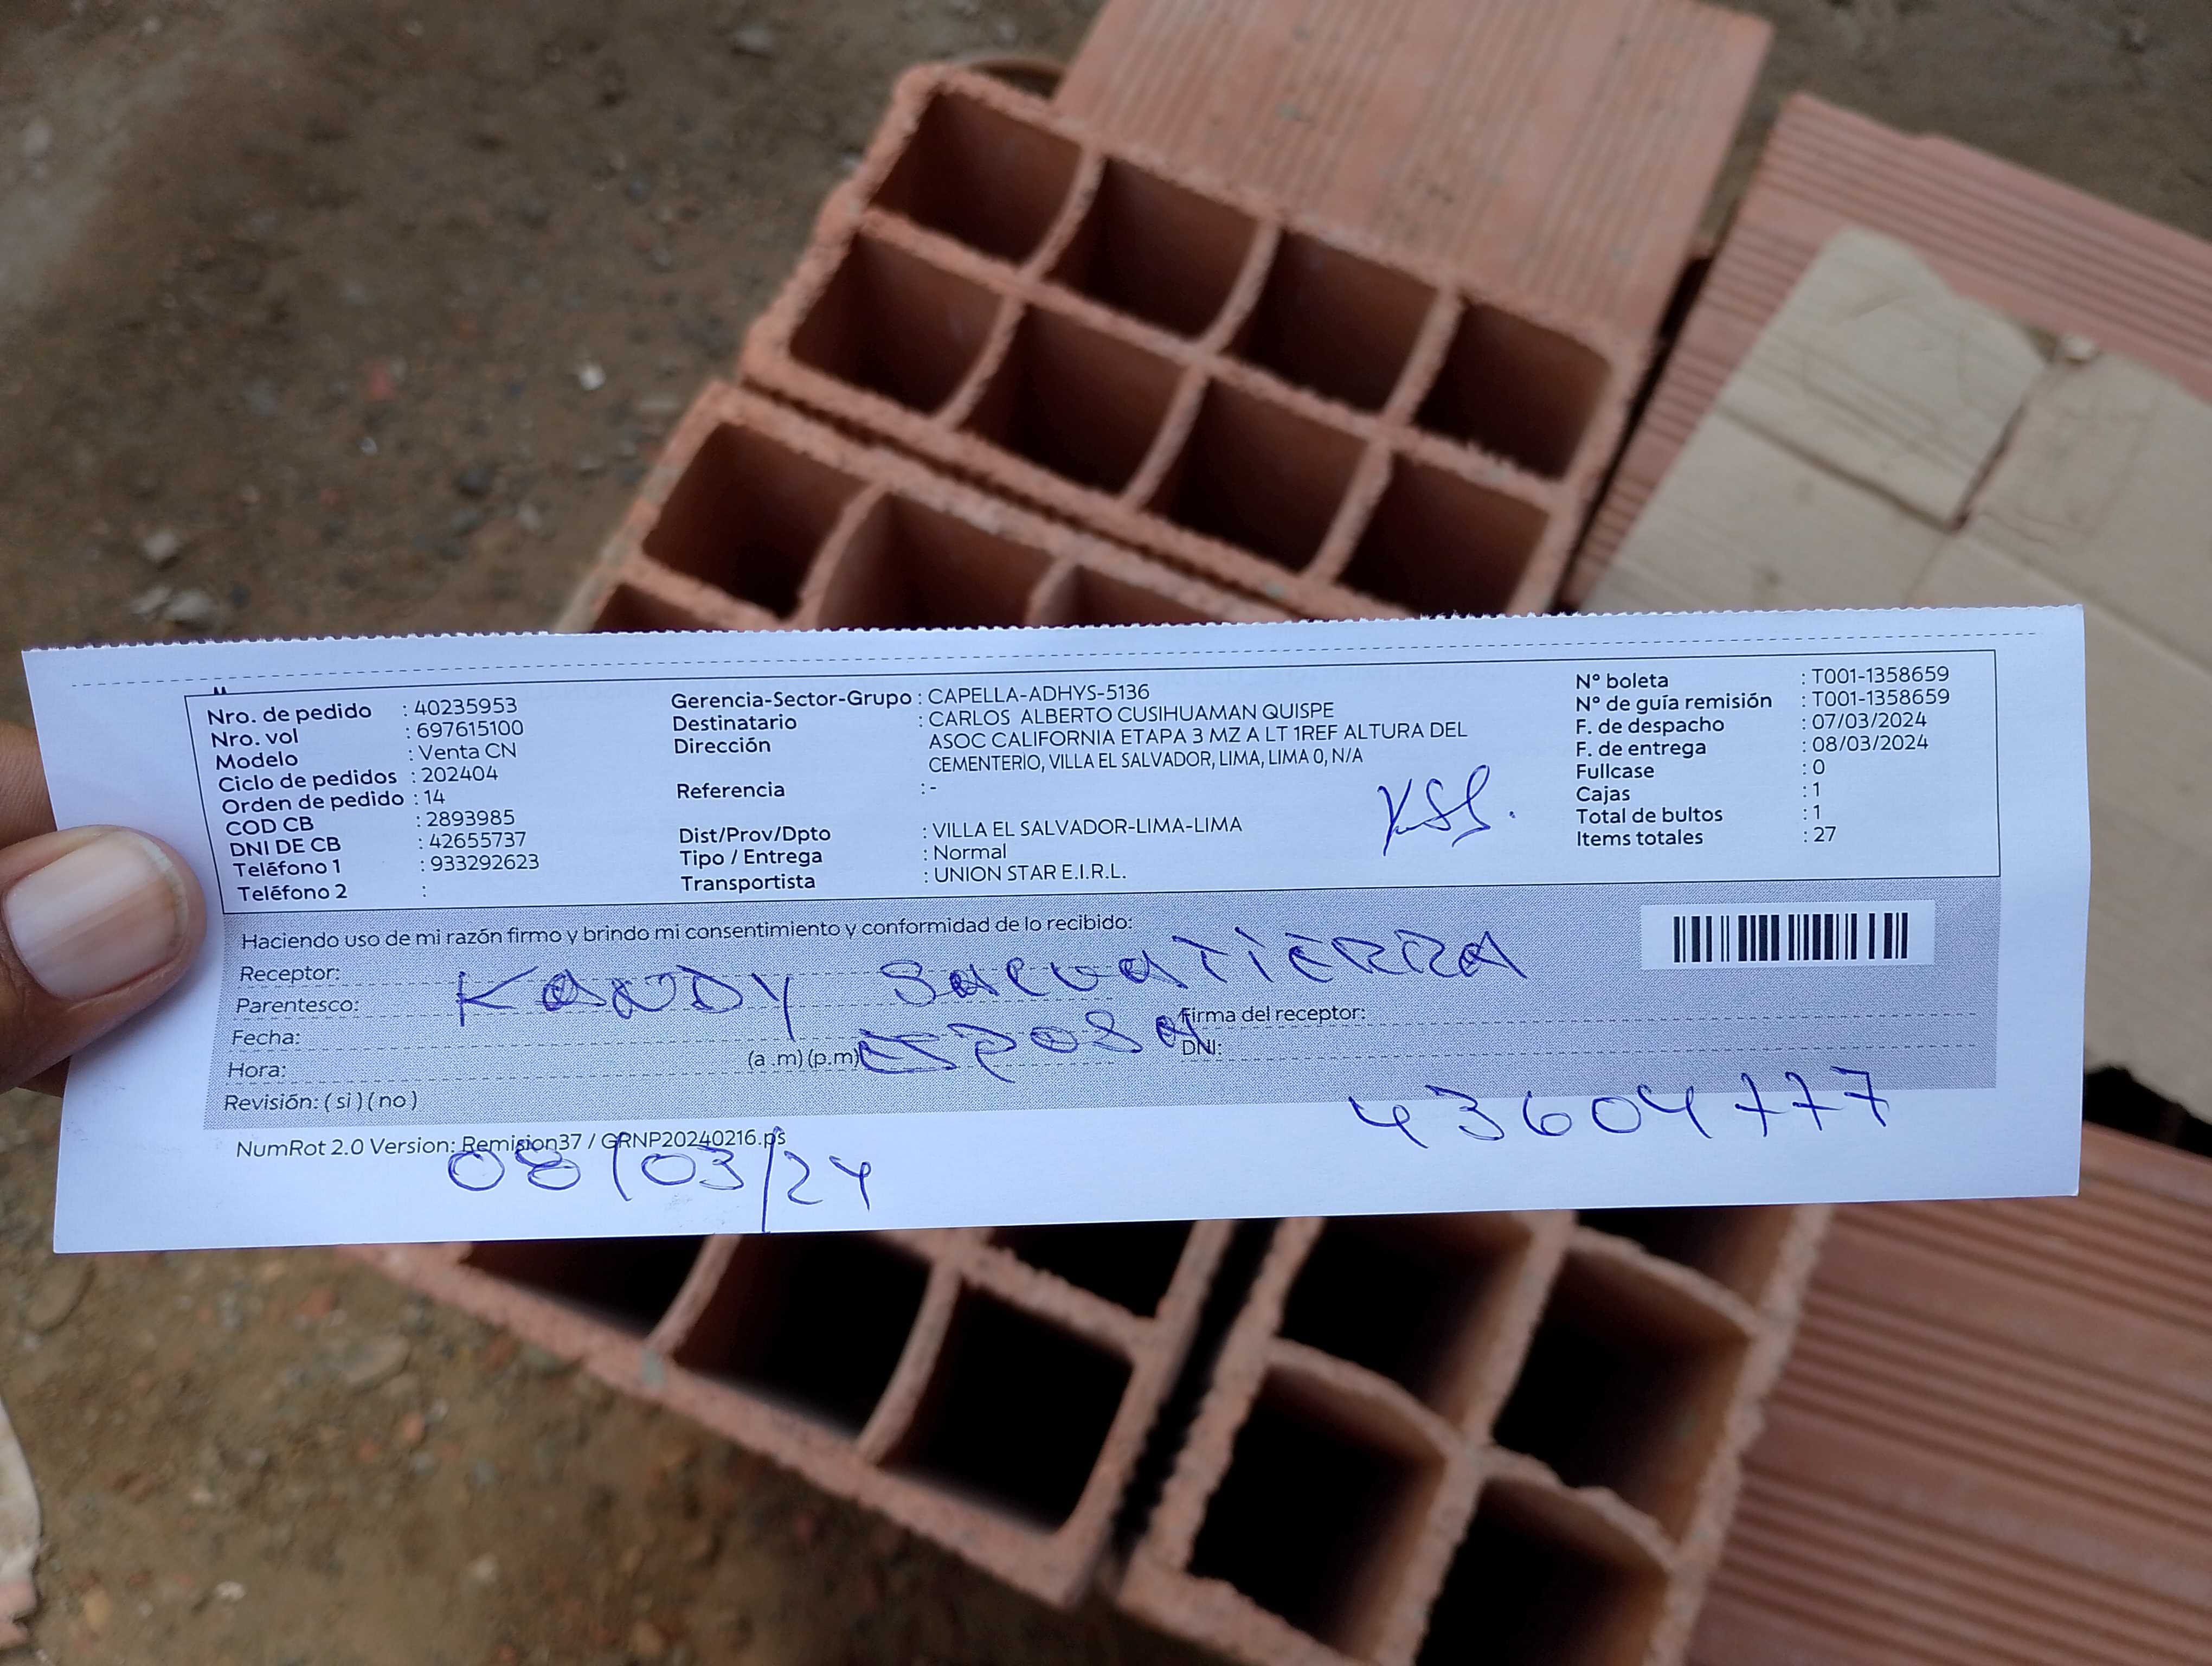 Nro. de pedido : 40235953
Nro. vol : 697615100
Modelo : Venta CN
Ciclo de pedidos : 202404
Orden de pedido : 14
COD CB : 2893985
DNI DE CB : 42655737
Teléfono 1 : 933292623
Teléfono 2 :
Gerencia-Sector-Grupo : CAPELLA-ADHYS-5136
Destinatario : CARLOS ALBERTO CUSIHUAMAN QUISPE
Dirección ASOC CALIFORNIA ETAPA 3 MZ A LT 1REF ALTURA DEL
CEMENTERIO, VILLA EL SALVADOR, LIMA, LIMA 0, N/A
Referencia : -
Dist/Prov/Dpto : VILLA EL SALVADOR-LIMA-LIMA
Tipo / Entrega : Normal
Transportista : UNION STAR E.I.R.L.
N° boleta : T001-1358659
N° de guía remisión : T001-1358659
F. de despacho : 07/03/2024
F. de entrega : 08/03/2024
Fullcase : 0
Cajas : 1
Total de bultos : 1
Items totales : 27
Haciendo uso de mi razón firmo y brindo mi consentimiento y conformidad de lo recibido:
Receptor: KANDY SALVATIERRA
Parentesco: ESPOSA
Firma del receptor:
Fecha:
DNI:
Hora: (a .m) (p.m)
43604777
Revisión: ( si ) ( no )
NumRot 2.0 Version: Remision37 / GRNP20240216.ps
08/03/24